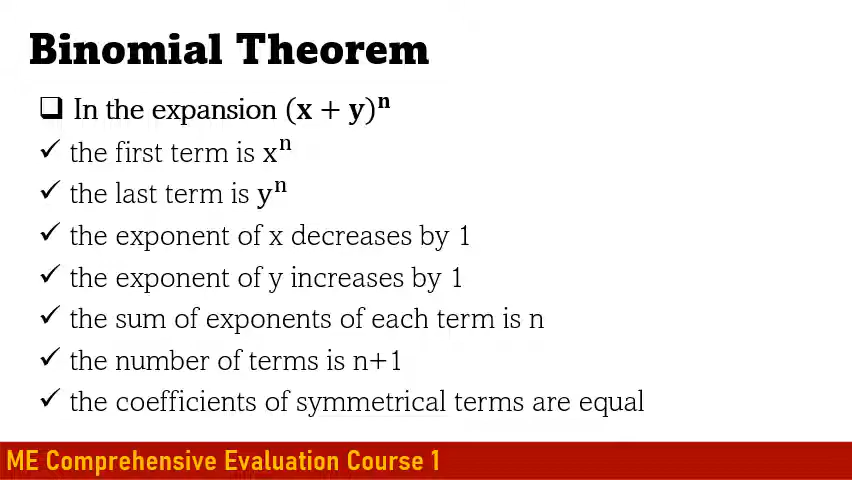 Binomial Theorem
❑ In the expansion (x + y)ⁿ
✓ the first term is xⁿ
✓ the last term is yⁿ
✓ the exponent of x decreases by 1
✓ the exponent of y increases by 1
✓ the sum of exponents of each term is n
✓ the number of terms is n+1
✓ the coefficients of symmetrical terms are equal
ME Comprehensive Evaluation Course 1